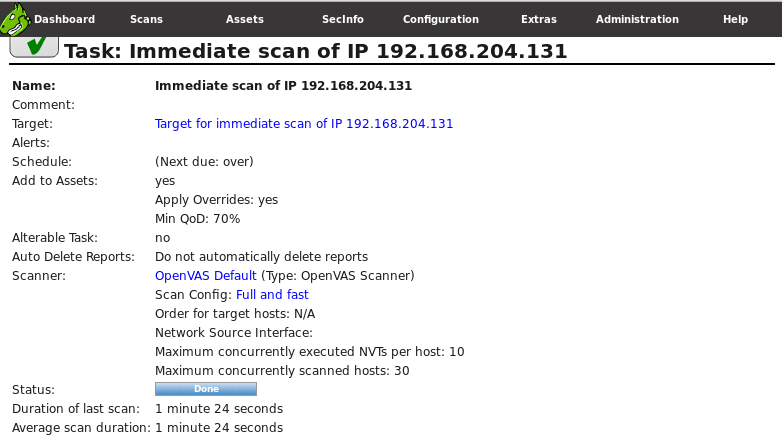 Dashboard Scans Assets SecInfo Configuration Extras Administration Help
Task: Immediate scan of IP 192.168.204.131
Name: Immediate scan of IP 192.168.204.131
Comment:
Target: Target for immediate scan of IP 192.168.204.131
Alerts:
Schedule: (Next due: over)
Add to Assets: yes
Apply Overrides: yes
Min QoD: 70%
Alterable Task: no
Auto Delete Reports: Do not automatically delete reports
Scanner: OpenVAS Default (Type: OpenVAS Scanner)
Scan Config: Full and fast
Order for target hosts: N/A
Network Source Interface:
Maximum concurrently executed NVTs per host: 10
Maximum concurrently scanned hosts: 30
Status: Done
Duration of last scan: 1 minute 24 seconds
Average scan duration: 1 minute 24 seconds